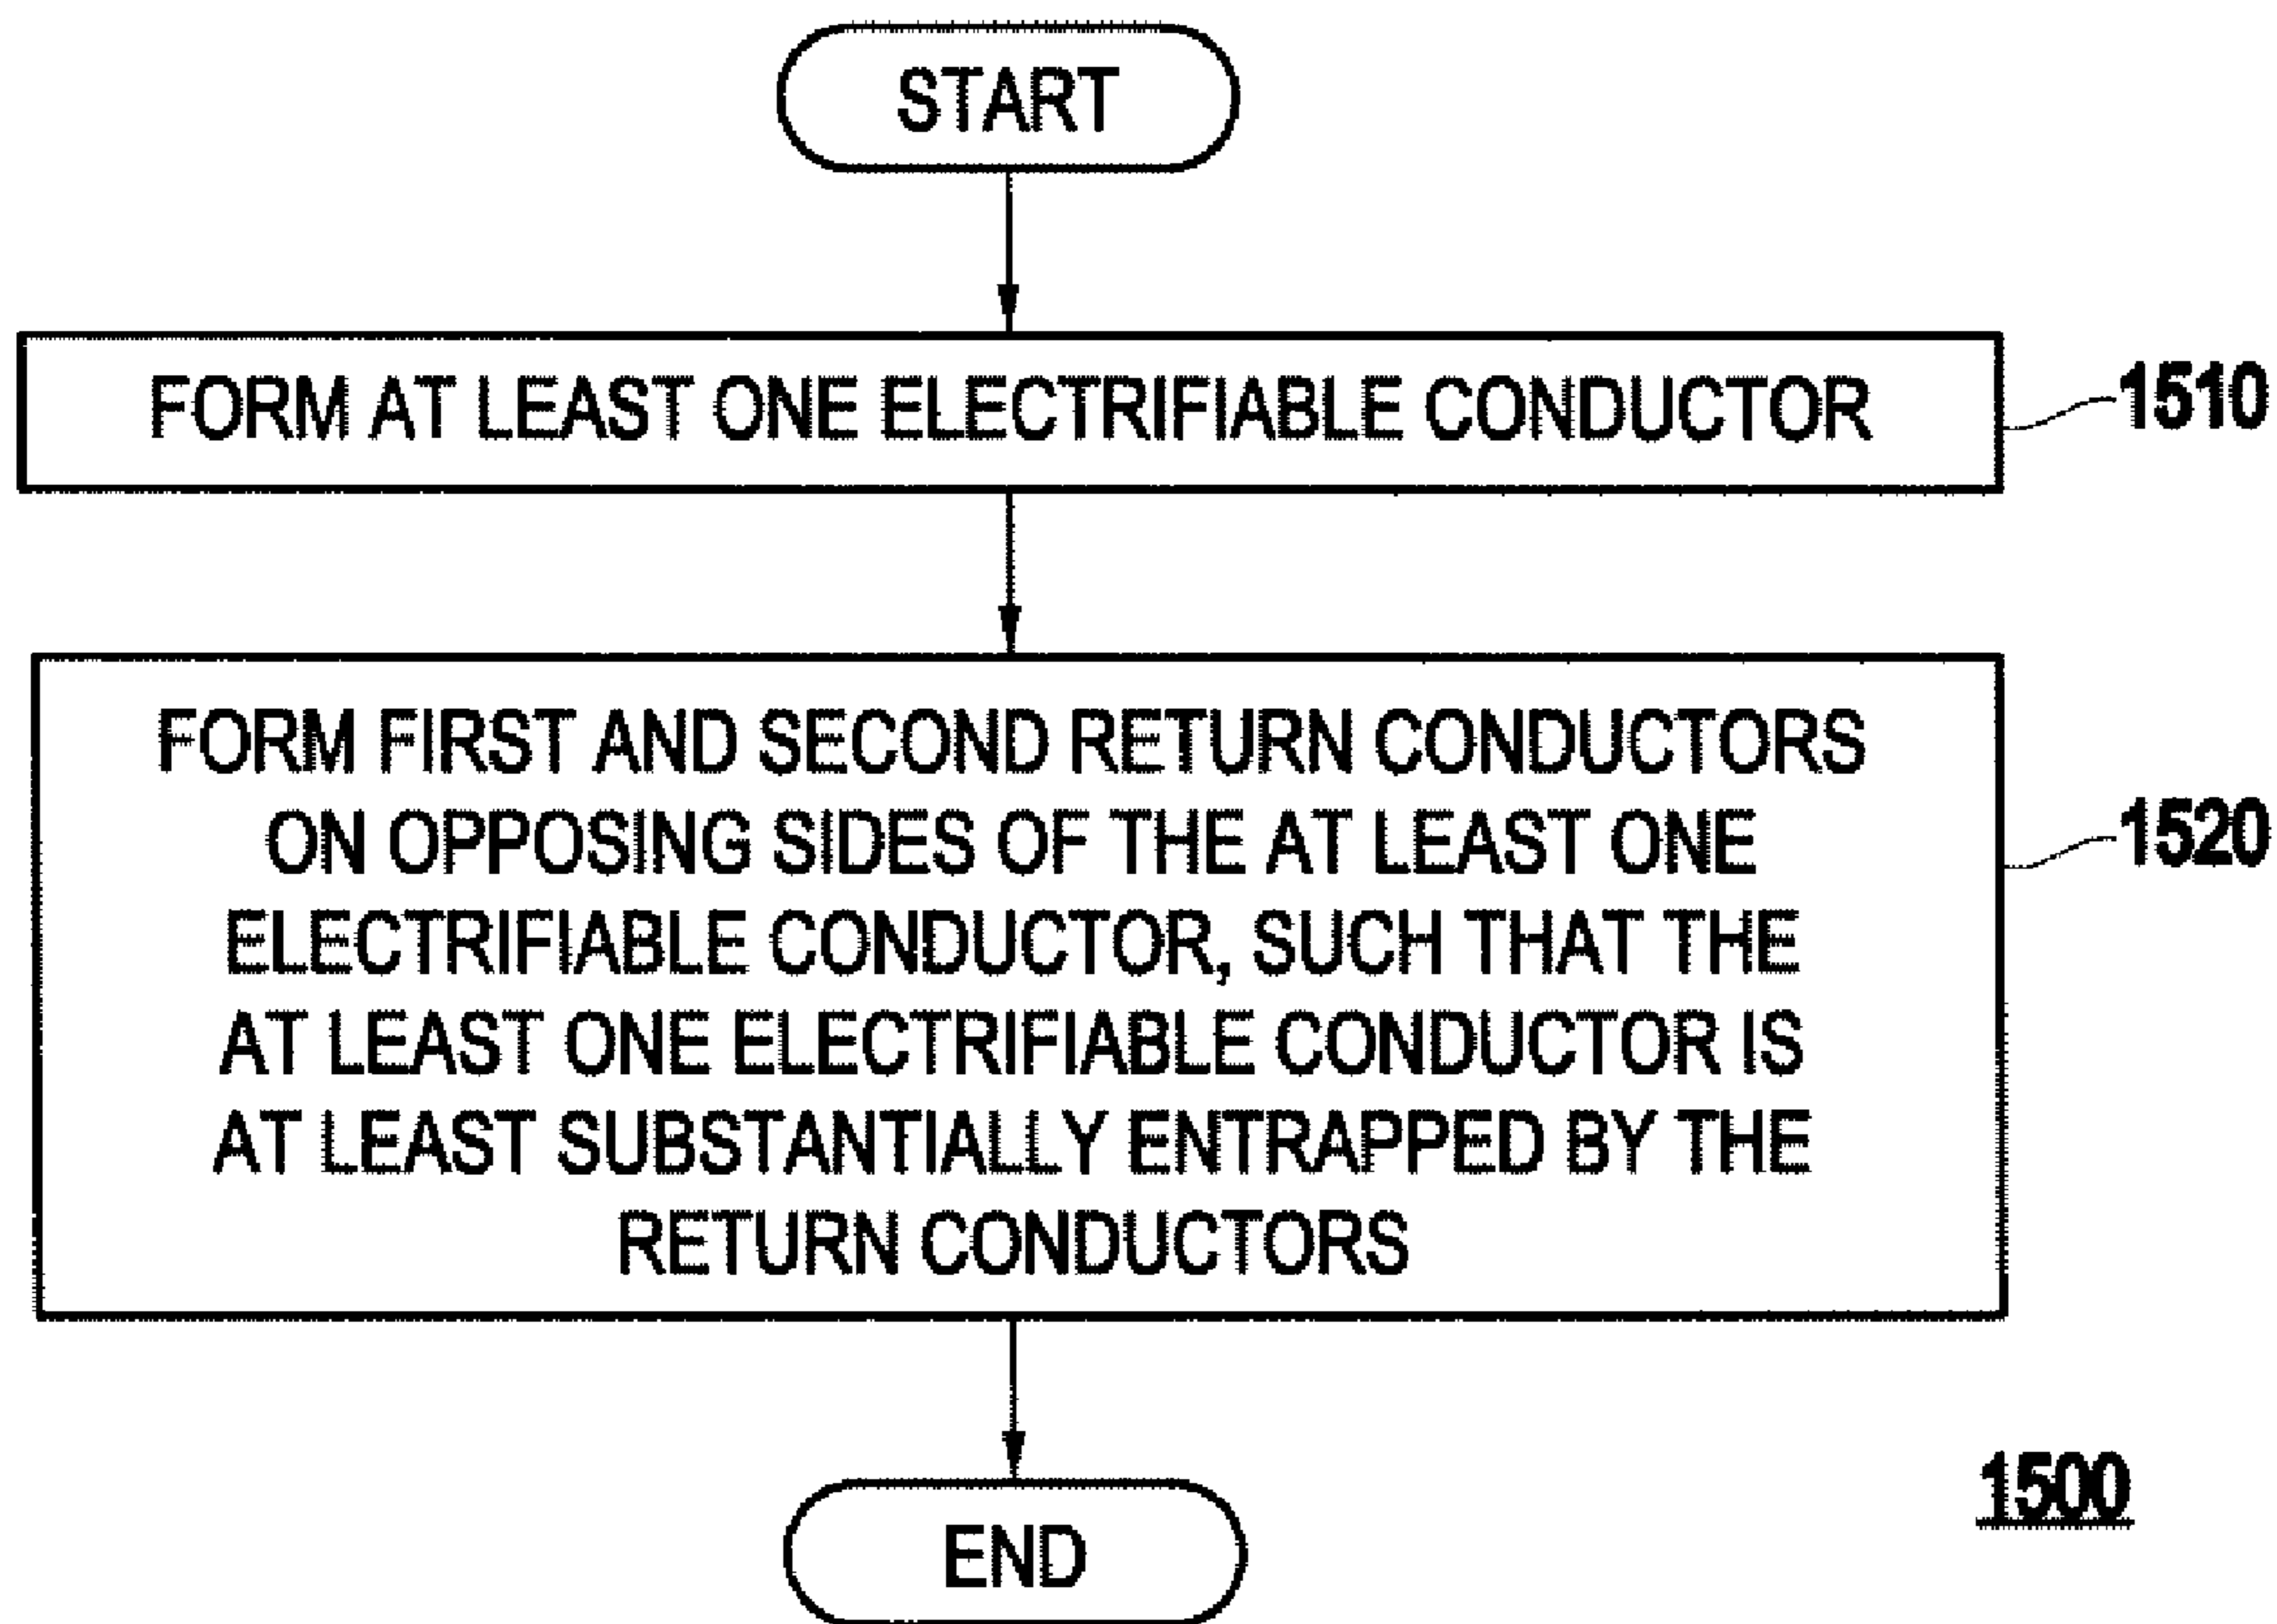 START
FORM AT LEAST ONE ELECTRIFIABLE CONDUCTOR
1510
FORM FIRST AND SECOND RETURN CONDUCTORS
ON OPPOSING SIDES OF THE AT LEAST ONE
ELECTRIFIABLE CONDUCTOR, SUCH THAT THE
AT LEAST ONE ELECTRIFIABLE CONDUCTOR IS
AT LEAST SUBSTANTIALLY ENTRAPPED BY THE
RETURN CONDUCTORS
1520
END
1500